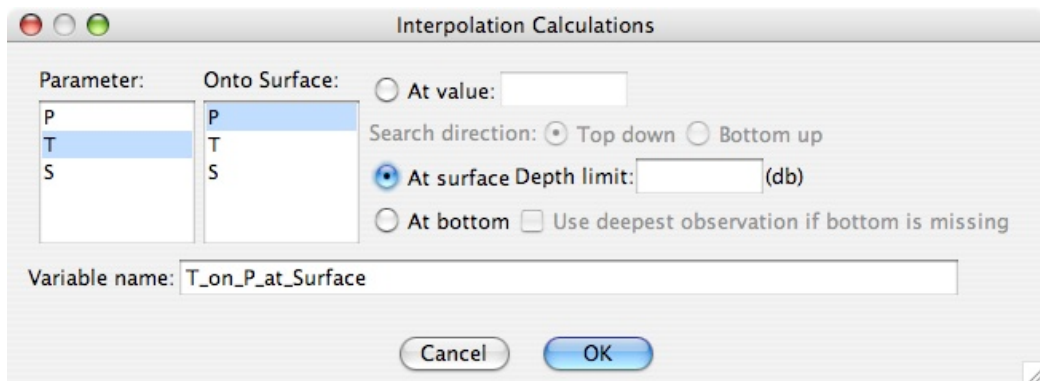 Interpolation Calculations
Parameter:
P
T
S
Onto Surface:
P
T
S
At value:
Search direction: Top down Bottom up
At surface Depth limit: (db)
At bottom Use deepest observation if bottom is missing
Variable name: T_on_P_at_Surface
Cancel OK